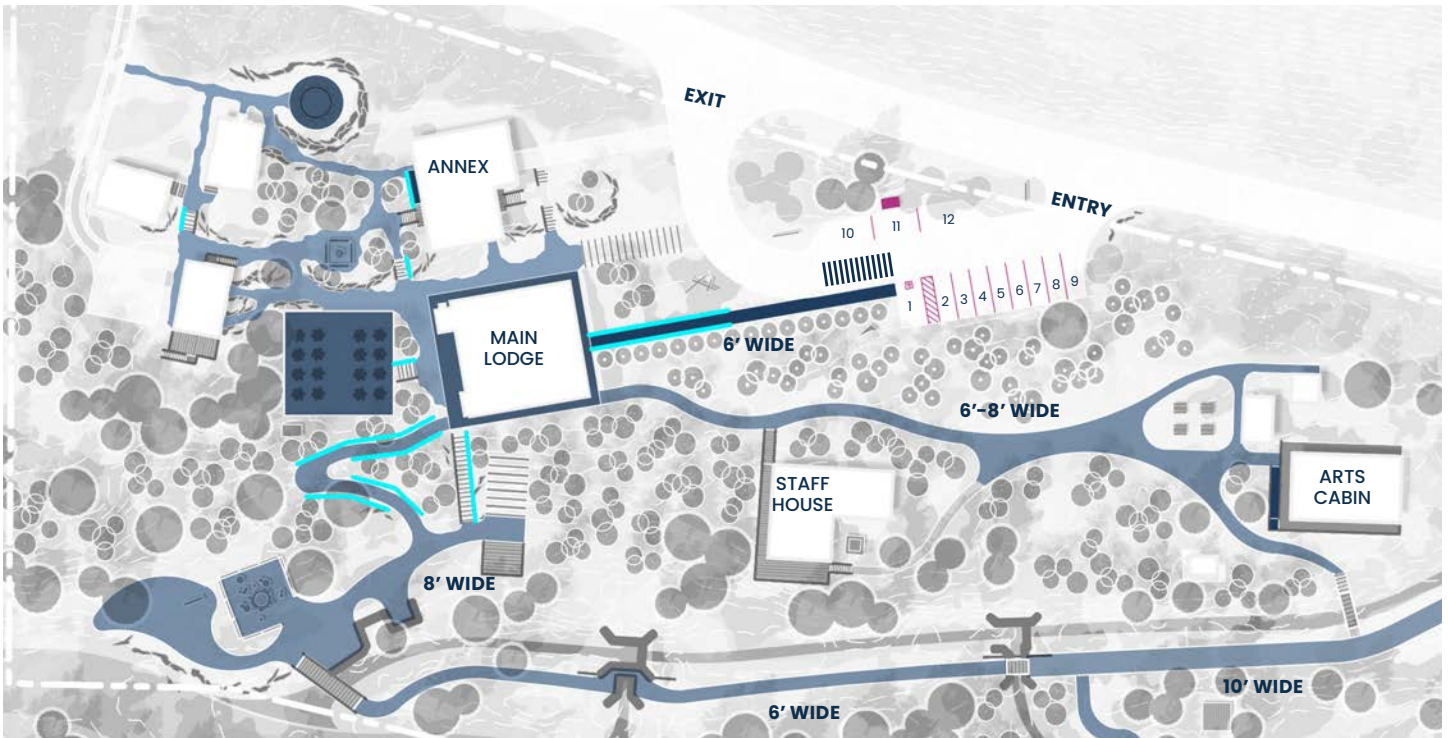 EXIT
ANNEX
ENTRY
10
11
12
1
2
3
4
5
6
7
8
9
MAIN
LODGE
6’ WIDE
6’-8’ WIDE
STAFF
HOUSE
ARTS
CABIN
8’ WIDE
10’ WIDE
6’ WIDE